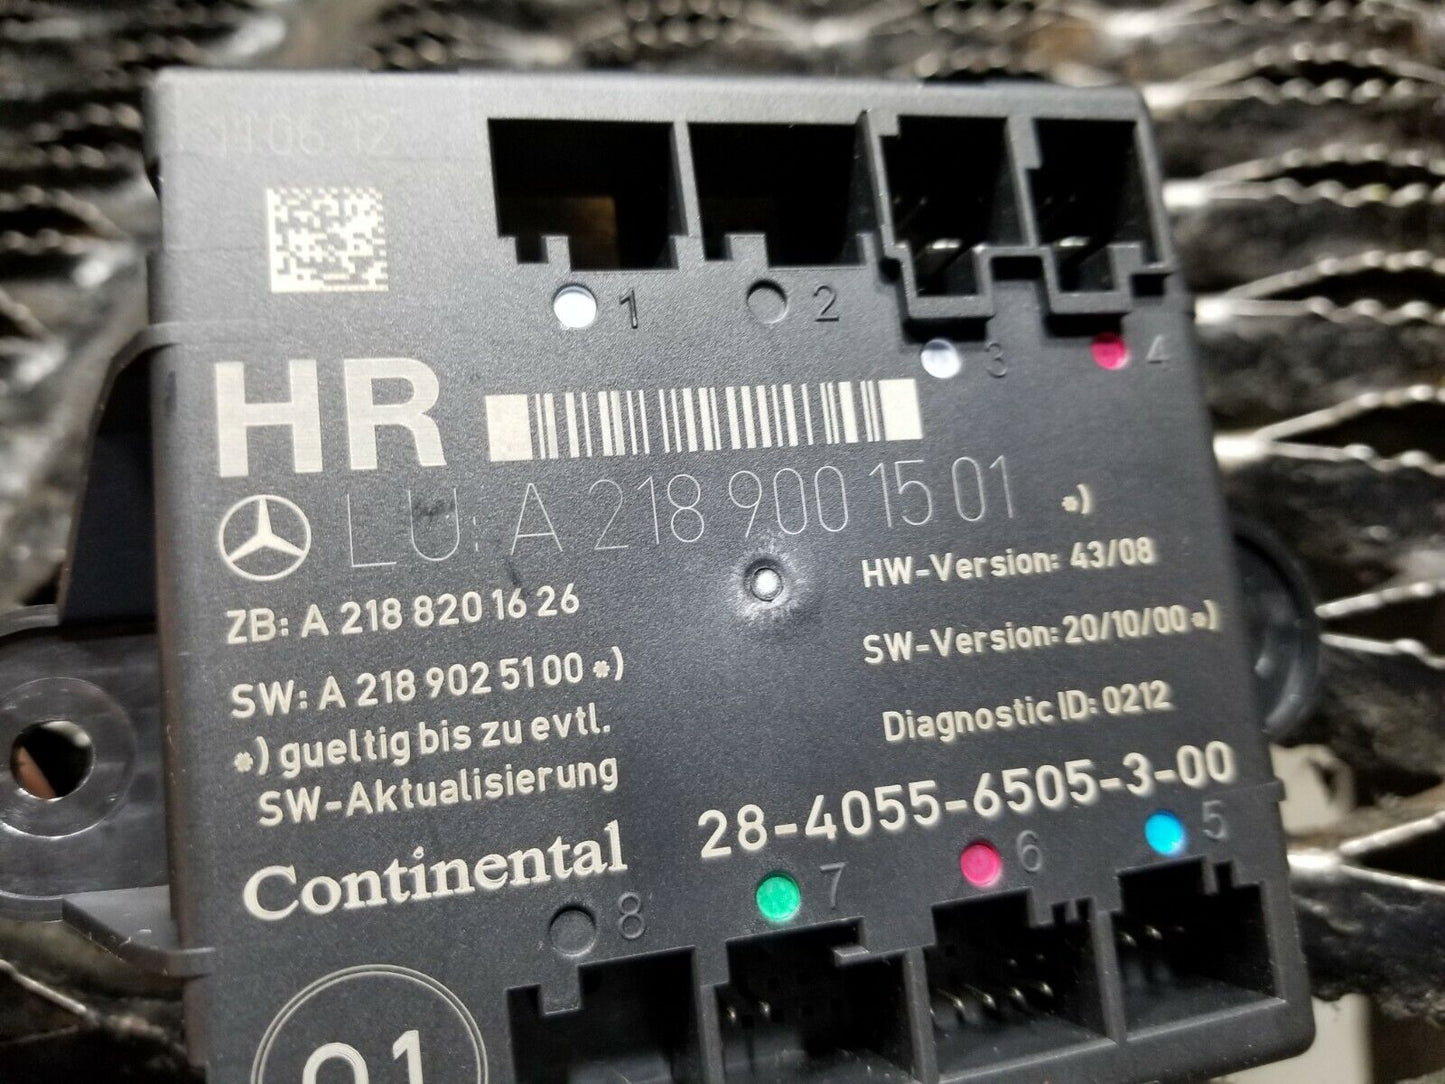 11 06 12
1
2
3
4
HR
LU: A 218 900 15 01 *)
HW-Version: 43/08
ZB: A 218 820 16 26
SW-Version: 20/10/00 *)
SW: A 218 902 51 00 *)
Diagnostic ID: 0212
*) gueltig bis zu evtl.
SW-Aktualisierung
28-4055-6505-3-00
Continental
8
7
6
5
01